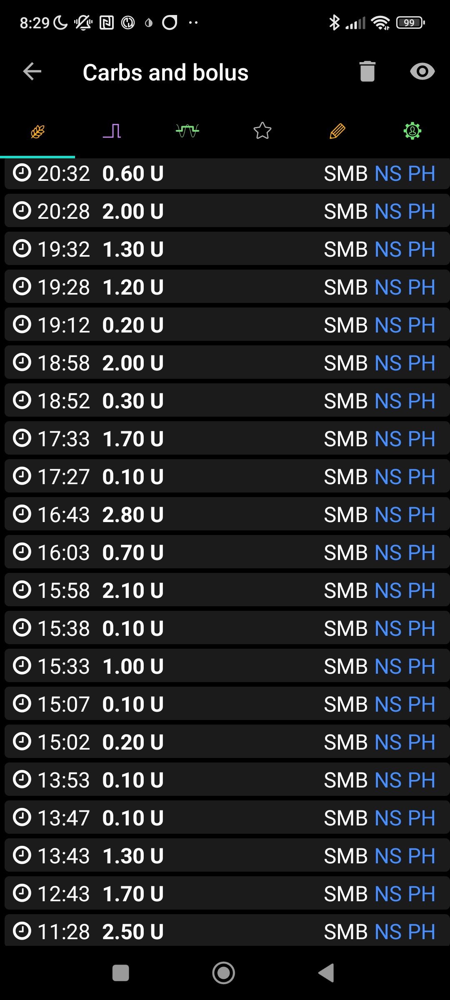 8:29 99
Carbs and bolus
20:32 0.60 U SMB NS PH
20:28 2.00 U SMB NS PH
19:32 1.30 U SMB NS PH
19:28 1.20 U SMB NS PH
19:12 0.20 U SMB NS PH
18:58 2.00 U SMB NS PH
18:52 0.30 U SMB NS PH
17:33 1.70 U SMB NS PH
17:27 0.10 U SMB NS PH
16:43 2.80 U SMB NS PH
16:03 0.70 U SMB NS PH
15:58 2.10 U SMB NS PH
15:38 0.10 U SMB NS PH
15:33 1.00 U SMB NS PH
15:07 0.10 U SMB NS PH
15:02 0.20 U SMB NS PH
13:53 0.10 U SMB NS PH
13:47 0.10 U SMB NS PH
13:43 1.30 U SMB NS PH
12:43 1.70 U SMB NS PH
11:28 2.50 U SMB NS PH